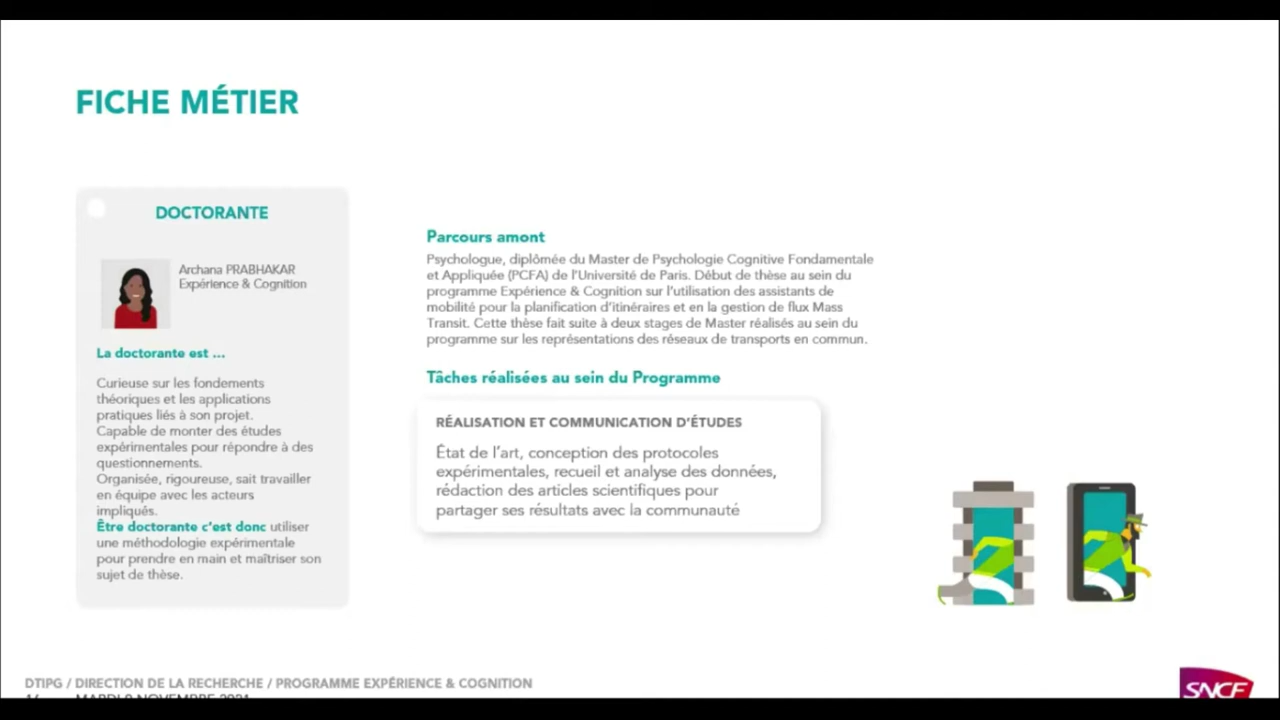 FICHE MÉTIER
DOCTORANTE
Archana PRABHAKAR
Expérience & Cognition
La doctorante est ...
Curieuse sur les fondements
théoriques et les applications
pratiques liés à son projet.
Capable de monter des études
expérimentales pour répondre à des
questionnements.
Organisée, rigoureuse, sait travailler
en équipe avec les acteurs
impliqués.
Être doctorante c'est donc utiliser
une méthodologie expérimentale
pour prendre en main et maîtriser son
sujet de thèse.
Parcours amont
Psychologue, diplômée du Master de Psychologie Cognitive Fondamentale
et Appliquée (PCFA) de l'Université de Paris. Début de thèse au sein du
programme Expérience & Cognition sur l'utilisation des assistants de
mobilité pour la planification d'itinéraires et en la gestion de flux Mass
Transit. Cette thèse fait suite à deux stages de Master réalisés au sein du
programme sur les représentations des réseaux de transports en commun.
Tâches réalisées au sein du Programme
RÉALISATION ET COMMUNICATION D'ÉTUDES
État de l'art, conception des protocoles
expérimentales, recueil et analyse des données,
rédaction des articles scientifiques pour
partager ses résultats avec la communauté
DTIPG / DIRECTION DE LA RECHERCHE / PROGRAMME EXPÉRIENCE & COGNITION
MARDI 9 NOVEMBRE 2021
SNCF